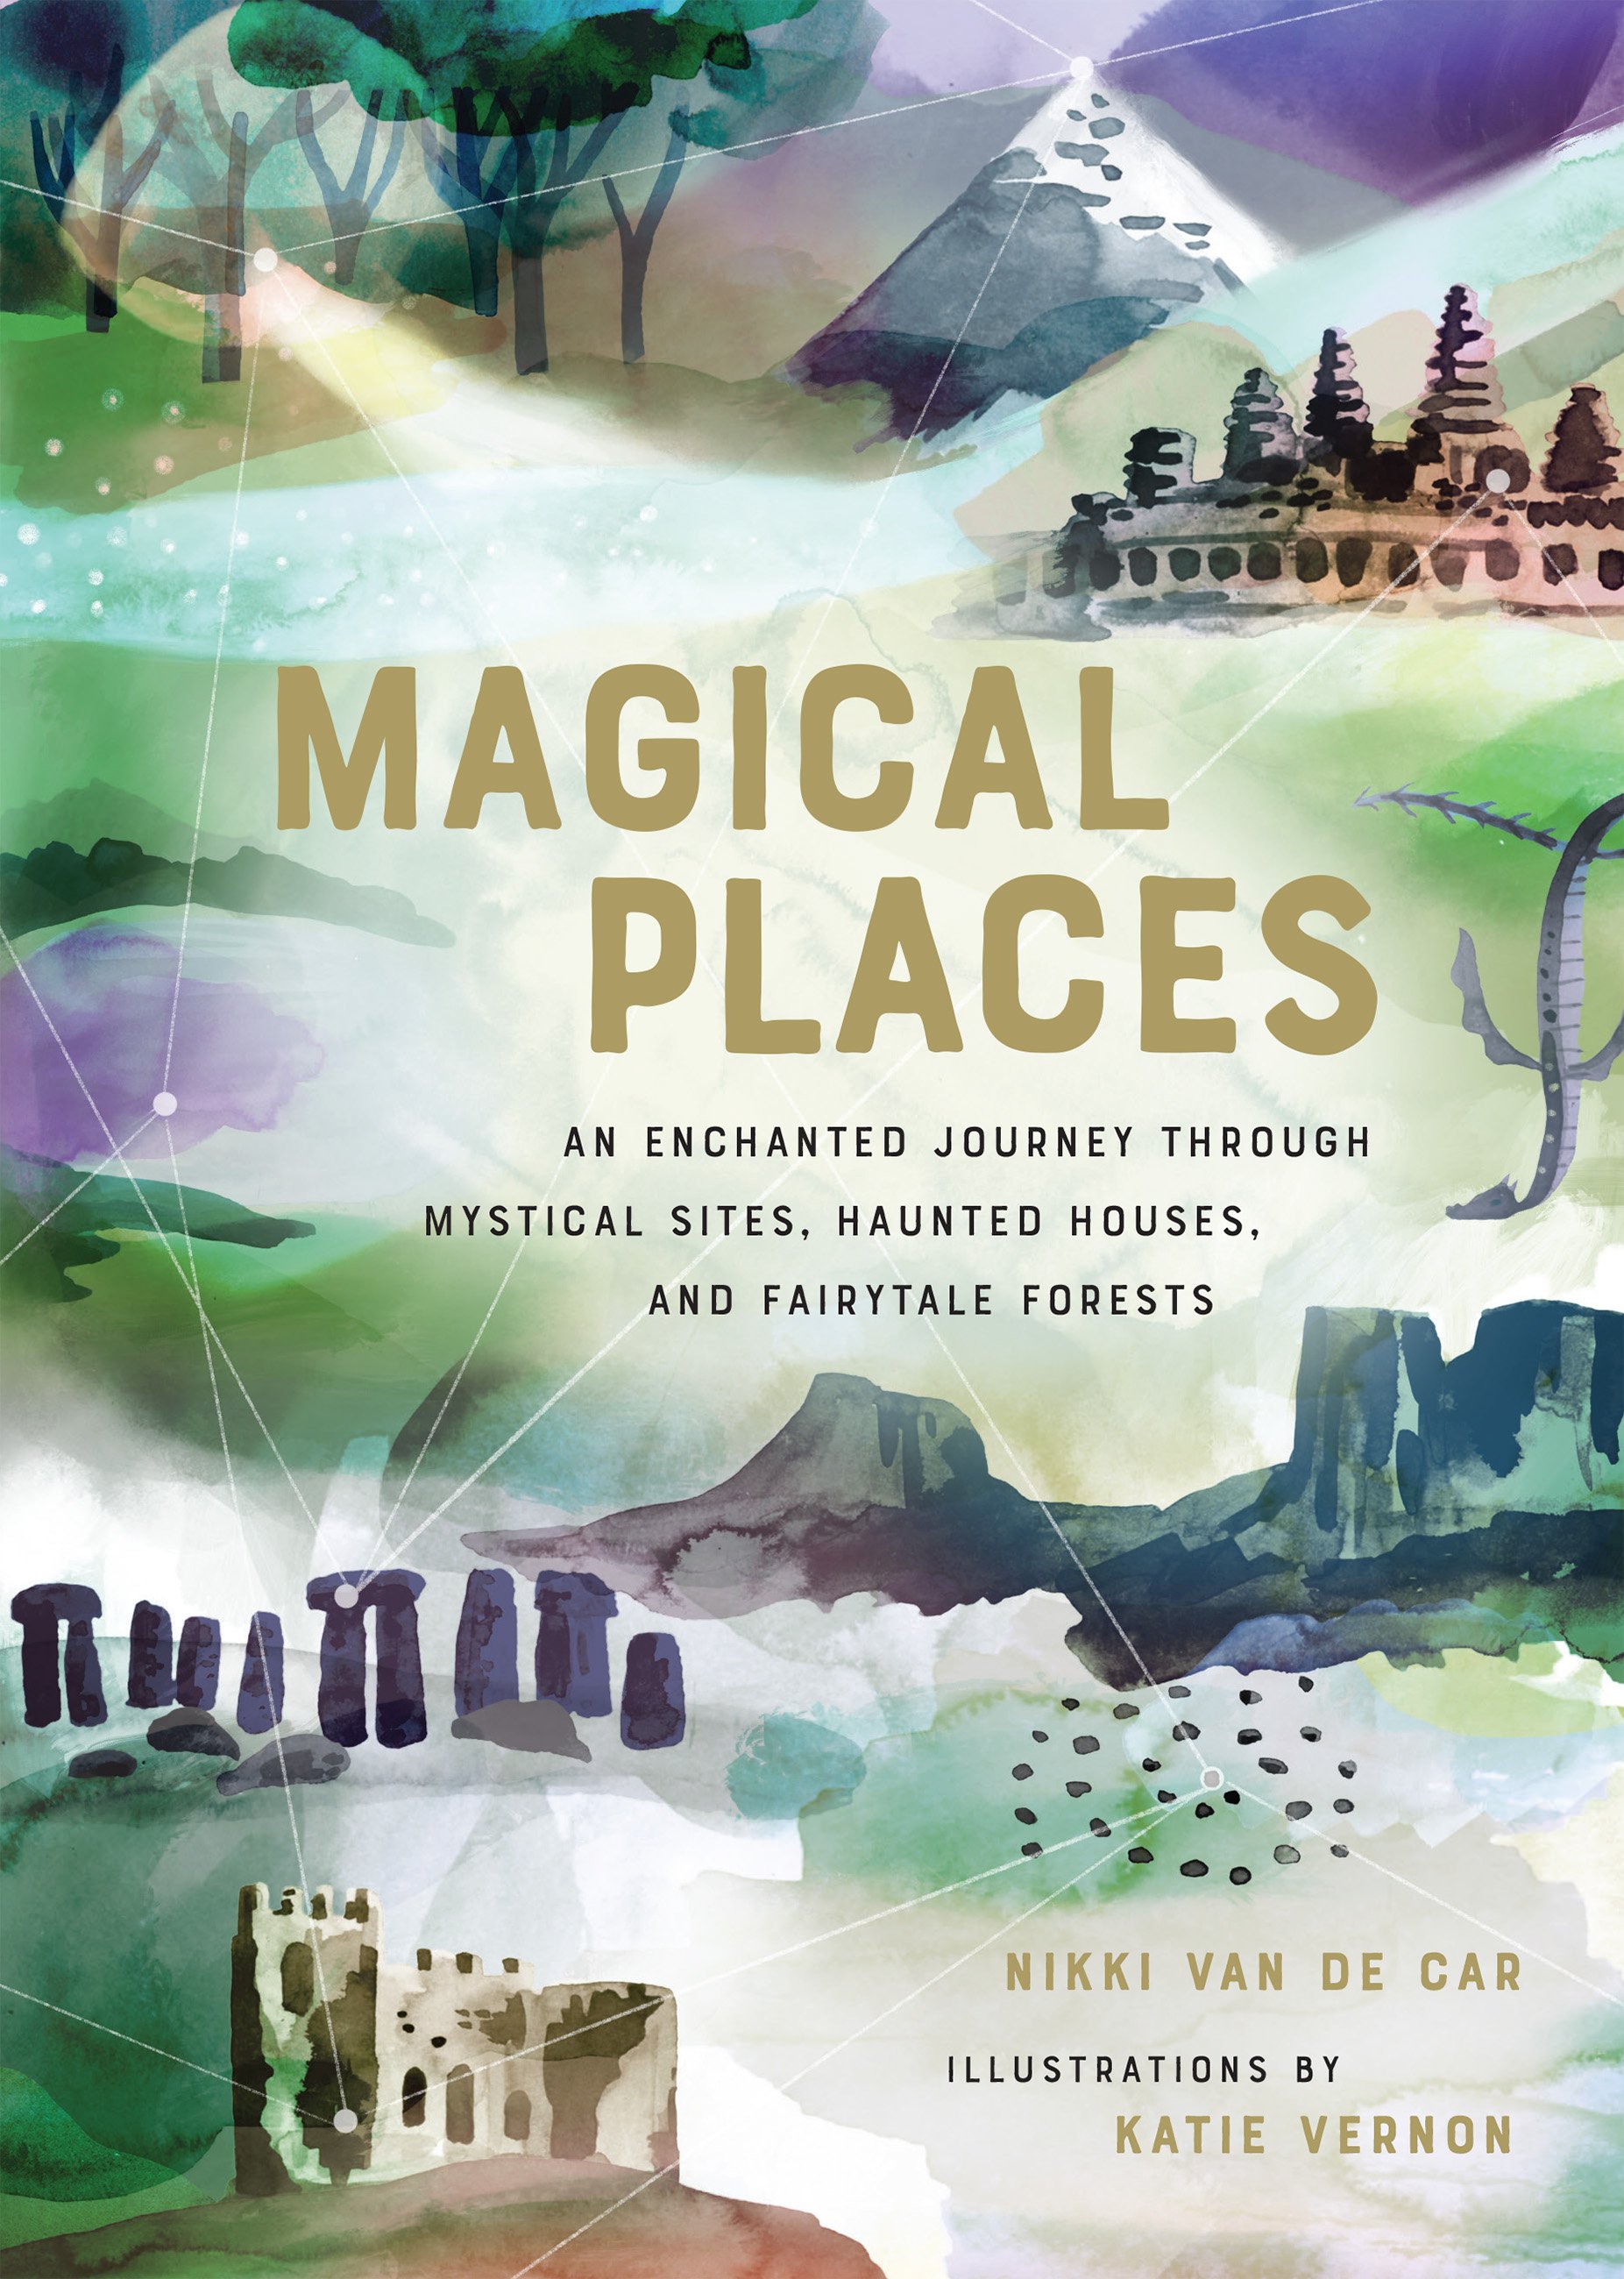 MAGICAL
PLACES
AN ENCHANTED JOURNEY THROUGH
MYSTICAL SITES, HAUNTED HOUSES,
AND FAIRYTALE FORESTS
NIKKI VAN DE CAR
ILLUSTRATIONS BY
KATIE VERNON